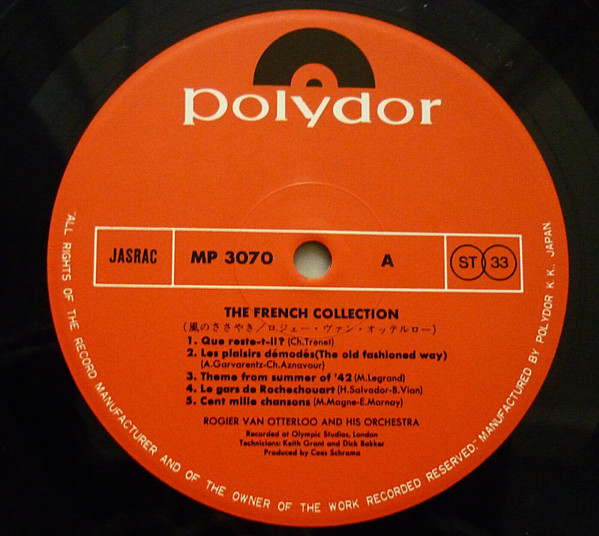 polydor
JASRAC
MP 3070
A
ST 33
THE FRENCH COLLECTION
(風のささやき/ロジェー・ヴァン・オッテルロー)
1. Que reste-t-il? (Ch.Trenet)
2. Les plaisirs démodés(The old fashioned way)
(A.Garvarentz-Ch.Aznavour)
3. Theme from summer of '42 (M.Legrand)
4. Le gars de Rochechouart (H.Salvador-B.Vian)
5. Cent mille chansons (M.Magne-E.Marnay)
ROGIER VAN OTTERLOO AND HIS ORCHESTRA
Recorded at Olympic Studios, London
Technicians: Keith Grant and Dick Bakker
Produced by Cees Schrama
"ALL RIGHTS OF THE RECORD MANUFACTURER AND OF THE OWNER OF THE WORK RECORDED RESERVED." MANUFACTURED BY POLYDOR K.K., JAPAN